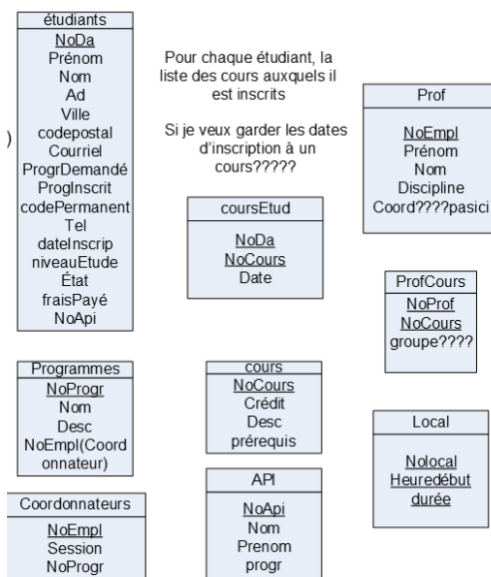 étudiants
NoDa
Prénom
Nom
Ad
Ville
codepostal
Courriel
ProgrDemandé
ProgInscrit
codePermanent
Tel
dateInscrip
niveauEtude
État
fraisPayé
NoApi
)
Pour chaque étudiant, la
liste des cours auxquels il
est inscrits
Si je veux garder les dates
d'inscription à un
cours?????
Prof
NoEmpl
Prénom
Nom
Discipline
Coord????pasici
coursEtud
NoDa
NoCours
Date
ProfCours
NoProf
NoCours
groupe????
Programmes
NoProgr
Nom
Desc
NoEmpl(Coord
onnateur)
cours
NoCours
Crédit
Desc
prérequis
Local
Nolocal
Heuredébut
durée
Coordonnateurs
NoEmpl
Session
NoProgr
API
NoApi
Nom
Prenom
progr